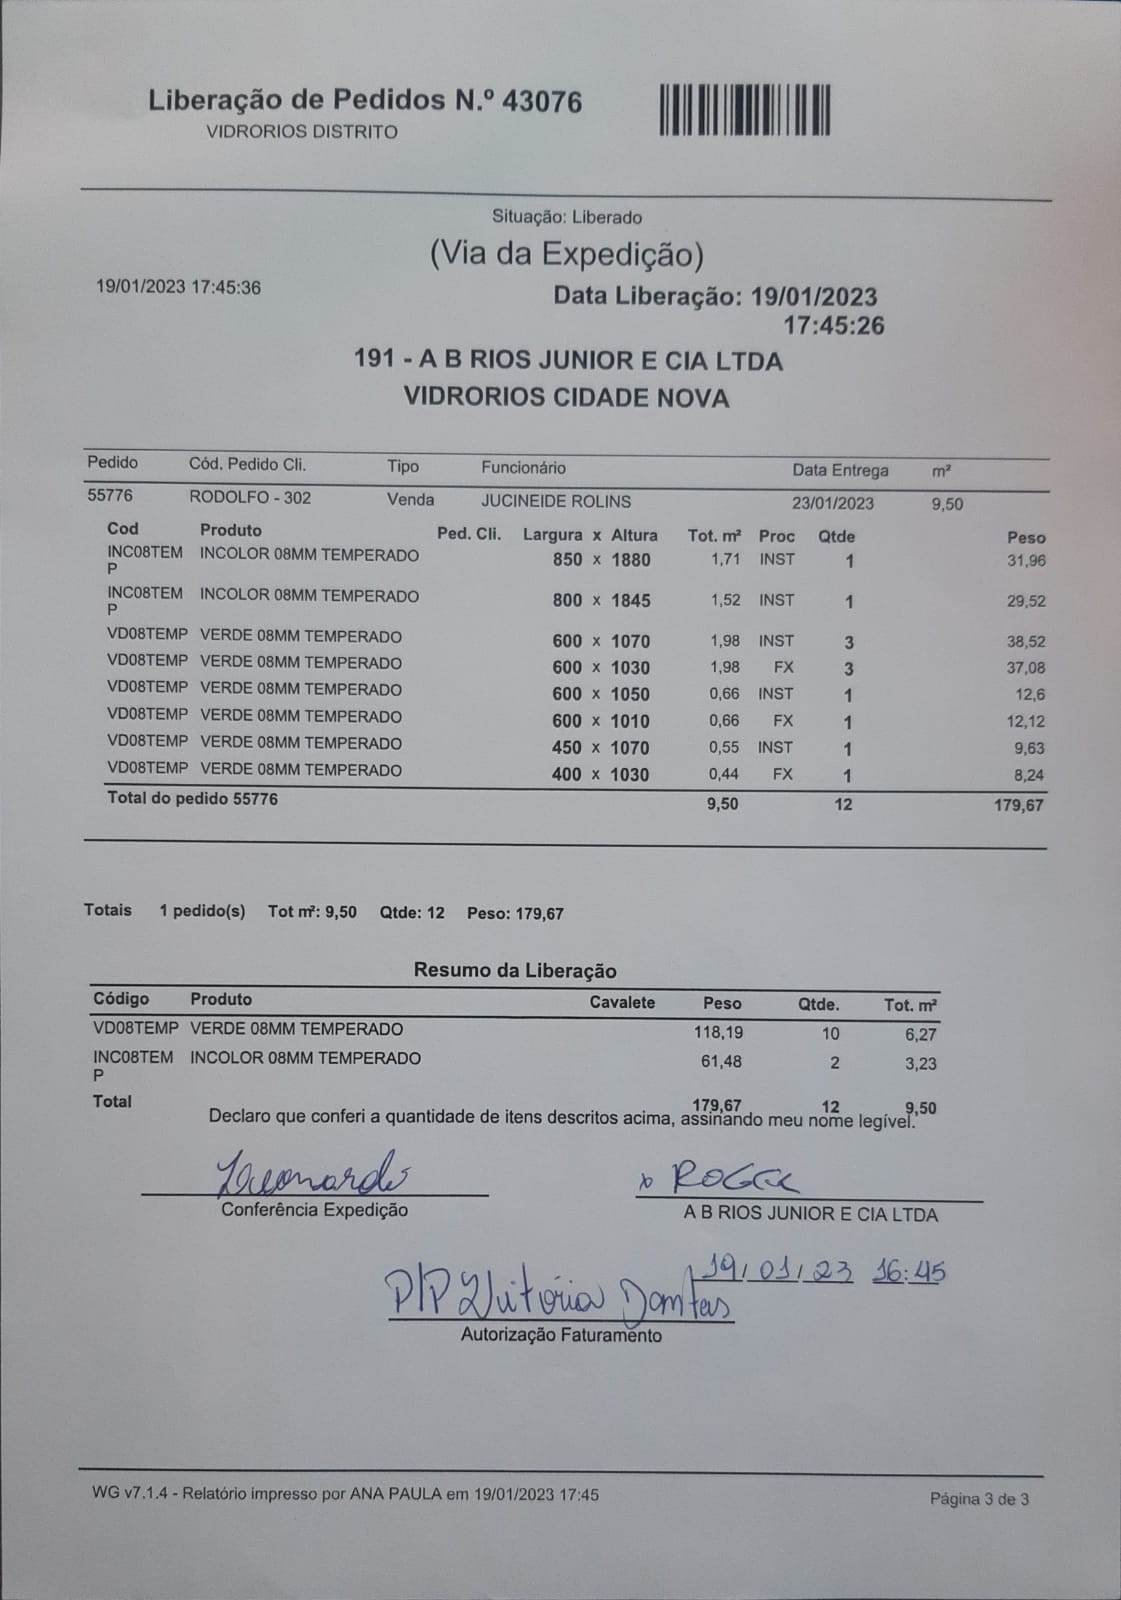 Liberação de Pedidos N.º 43076
VIDRORIOS DISTRITO
Situação: Liberado
(Via da Expedição)
19/01/2023 17:45:36
Data Liberação: 19/01/2023
17:45:26
191 - A B RIOS JUNIOR E CIA LTDA
VIDRORIOS CIDADE NOVA
Pedido Cód. Pedido Cli. Tipo Funcionário Data Entrega m²
55776 RODOLFO - 302 Venda JUCINEIDE ROLINS 23/01/2023 9,50
Cod Produto Ped. Cli. Largura x Altura Tot. m² Proc Qtde Peso
INC08TEM INCOLOR 08MM TEMPERADO 850 x 1880 1,71 INST 1 31,96
P
INC08TEM INCOLOR 08MM TEMPERADO 800 x 1845 1,52 INST 1 29,52
P
VD08TEMP VERDE 08MM TEMPERADO 600 x 1070 1,98 INST 3 38,52
VD08TEMP VERDE 08MM TEMPERADO 600 x 1030 1,98 FX 3 37,08
VD08TEMP VERDE 08MM TEMPERADO 600 x 1050 0,66 INST 1 12,6
VD08TEMP VERDE 08MM TEMPERADO 600 x 1010 0,66 FX 1 12,12
VD08TEMP VERDE 08MM TEMPERADO 450 x 1070 0,55 INST 1 9,63
VD08TEMP VERDE 08MM TEMPERADO 400 x 1030 0,44 FX 1 8,24
Total do pedido 55776 9,50 12 179,67
Totais 1 pedido(s) Tot m²: 9,50 Qtde: 12 Peso: 179,67
Resumo da Liberação
Código Produto Cavalete Peso Qtde. Tot. m²
VD08TEMP VERDE 08MM TEMPERADO 118,19 10 6,27
INC08TEM INCOLOR 08MM TEMPERADO 61,48 2 3,23
P
Total 179,67 12 9,50
Declaro que conferi a quantidade de itens descritos acima, assinando meu nome legível.
Leonardo
Conferência Expedição
A B RIOS JUNIOR E CIA LTDA
19/01/23 16:45
P/P Vitória Dantas
Autorização Faturamento
WG v7.1.4 - Relatório impresso por ANA PAULA em 19/01/2023 17:45
Página 3 de 3